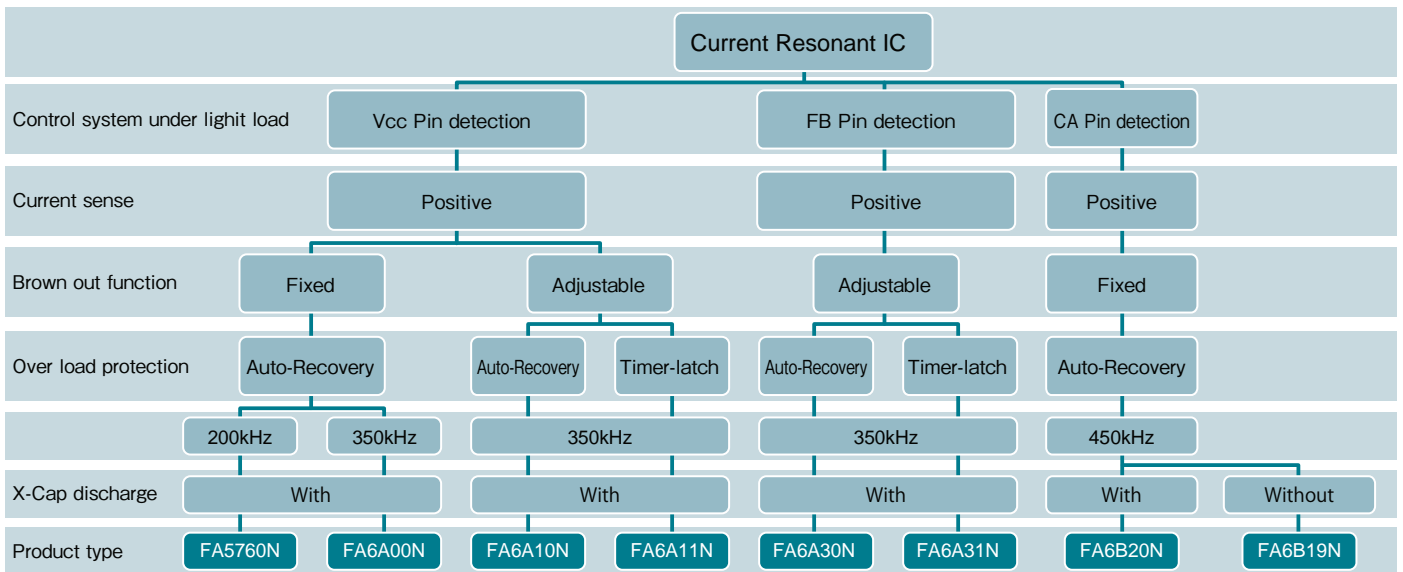 Current Resonant IC
Control system under lighit load
Vcc Pin detection
FB Pin detection
CA Pin detection
Current sense
Positive
Positive
Positive
Brown out function
Fixed
Adjustable
Adjustable
Fixed
Over load protection
Auto-Recovery
Auto-Recovery
Timer-latch
Auto-Recovery
Timer-latch
Auto-Recovery
200kHz
350kHz
350kHz
350kHz
450kHz
X-Cap discharge
With
With
With
With
Without
Product type
FA5760N
FA6A00N
FA6A10N
FA6A11N
FA6A30N
FA6A31N
FA6B20N
FA6B19N